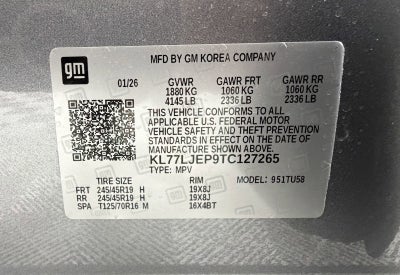 gm
MFD BY GM KOREA COMPANY
01/26 GVWR GAWR FRT GAWR RR
1880 KG 1060 KG 1060 KG
4145 LB 2336 LB 2336 LB
THIS VEHICLE CONFORMS TO ALL
APPLICABLE U.S. FEDERAL MOTOR
VEHICLE SAFETY AND THEFT PREVENTION
STANDARDS IN EFFECT ON THE DATE OF
MANUFACTURE SHOWN ABOVE.
KL77LJEP9TC127265
TYPE: MPV MODEL: 951TU58
TIRE SIZE RIM
FRT 245/45R19 H 19X8J
RR 245/45R19 H 19X8J
SPA T125/70R16 M 16X4BT